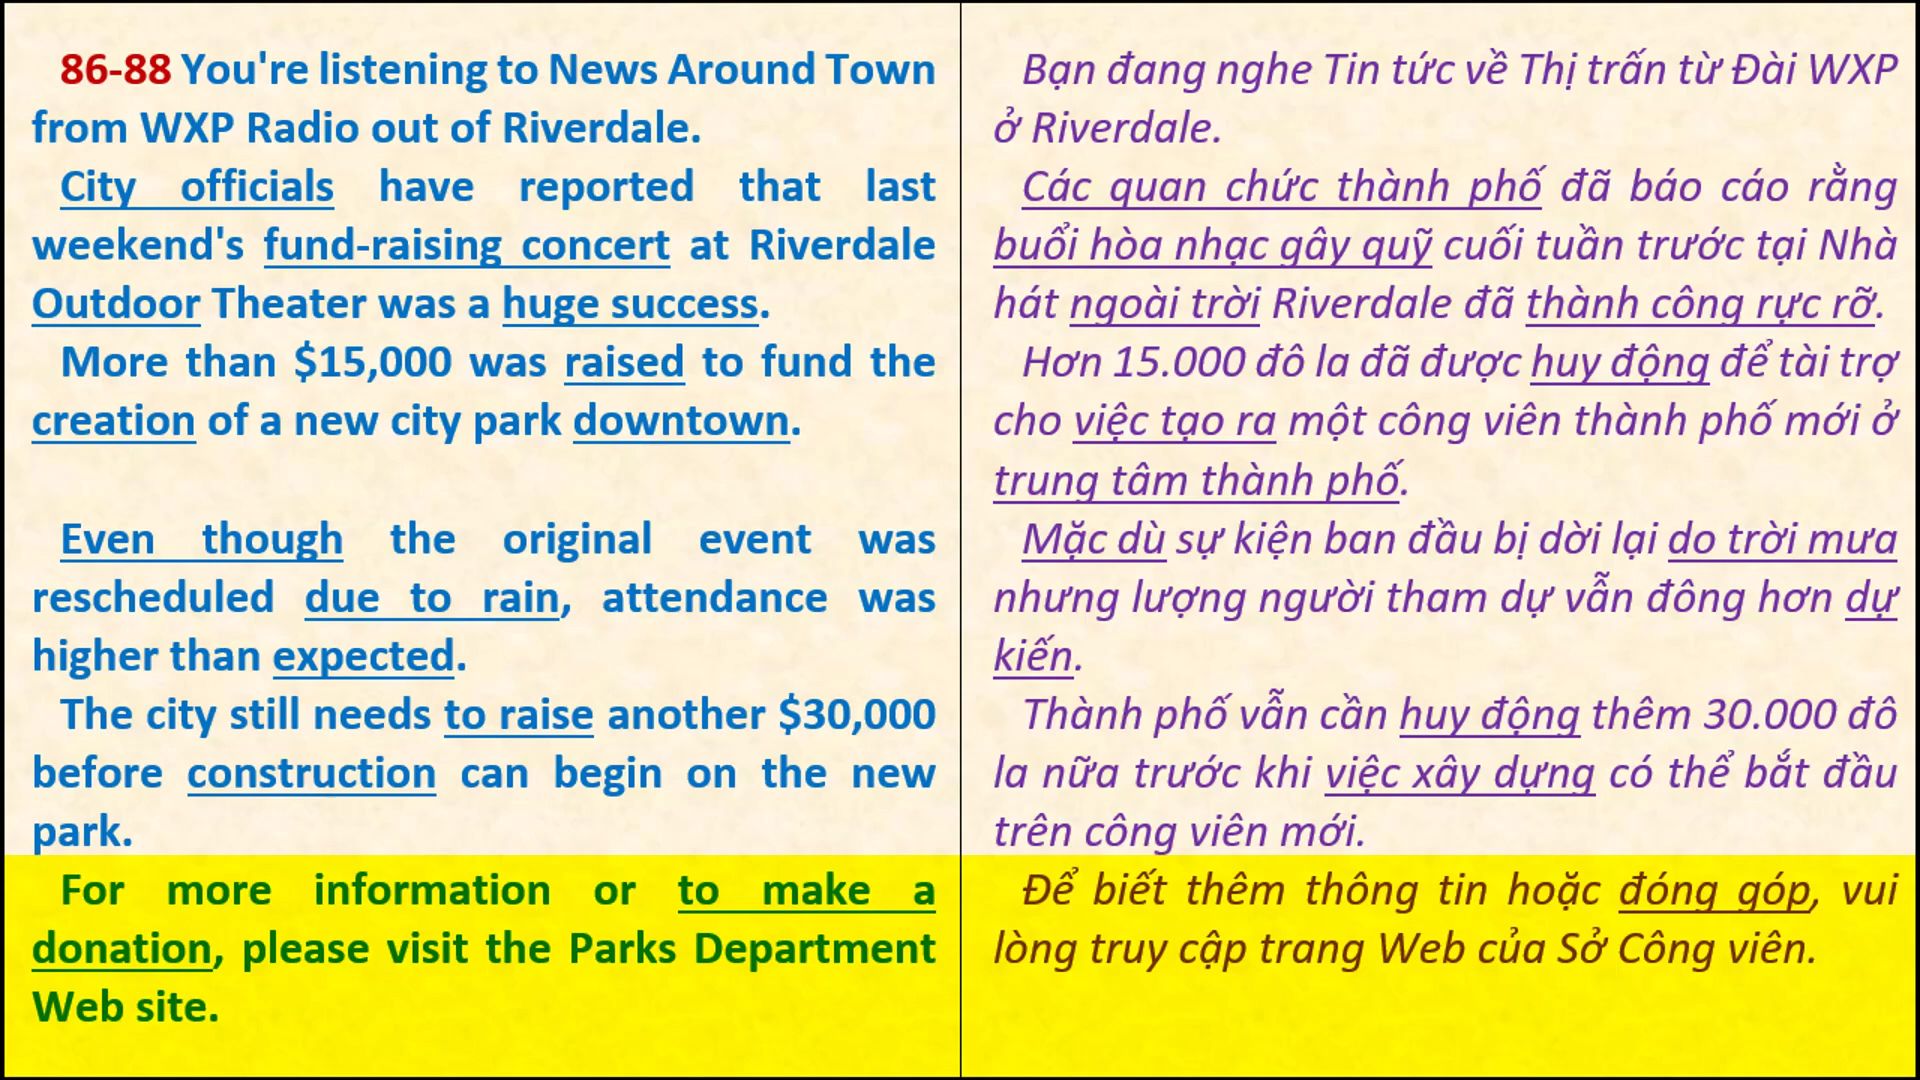 86-88 You're listening to News Around Town
from WXP Radio out of Riverdale.
City officials have reported that last
weekend's fund-raising concert at Riverdale
Outdoor Theater was a huge success.
More than $15,000 was raised to fund the
creation of a new city park downtown.
Even though the original event was
rescheduled due to rain, attendance was
higher than expected.
The city still needs to raise another $30,000
before construction can begin on the new
park.
For more information or to make a
donation, please visit the Parks Department
Web site.
Bạn đang nghe Tin tức về Thị trấn từ Đài WXP
ở Riverdale.
Các quan chức thành phố đã báo cáo rằng
buổi hòa nhạc gây quỹ cuối tuần trước tại Nhà
hát ngoài trời Riverdale đã thành công rực rỡ.
Hơn 15.000 đô la đã được huy động để tài trợ
cho việc tạo ra một công viên thành phố mới ở
trung tâm thành phố.
Mặc dù sự kiện ban đầu bị dời lại do trời mưa
nhưng lượng người tham dự vẫn đông hơn dự
kiến.
Thành phố vẫn cần huy động thêm 30.000 đô
la nữa trước khi việc xây dựng có thể bắt đầu
trên công viên mới.
Để biết thêm thông tin hoặc đóng góp, vui
lòng truy cập trang Web của Sở Công viên.